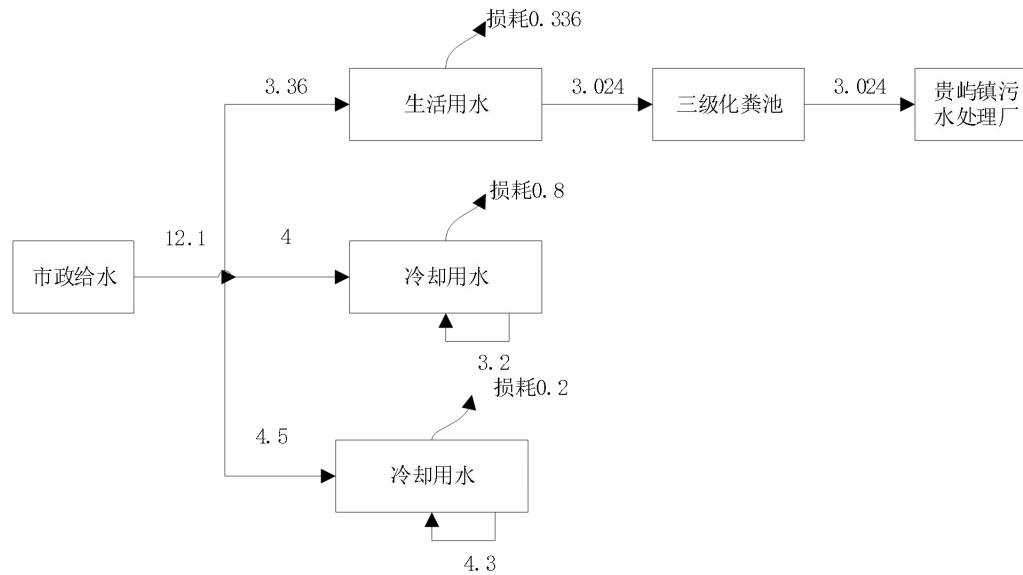 损耗0.336
3.36
生活用水
3.024
三级化粪池
3.024
贵屿镇污
水处理厂
损耗0.8
12.1
4
市政给水
冷却用水
3.2
损耗0.2
4.5
冷却用水
4.3